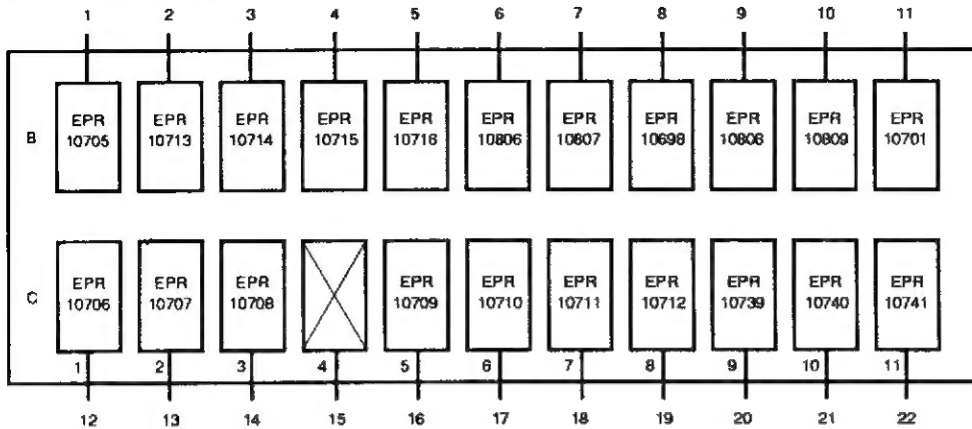 1 2 3 4 5 6 7 8 9 10 11
B
EPR EPR EPR EPR EPR EPR EPR EPR EPR EPR EPR
10705 10713 10714 10715 10716 10806 10807 10698 10808 10809 10701
C
EPR EPR EPR EPR EPR EPR EPR EPR EPR EPR
10706 10707 10708 10709 10710 10711 10712 10739 10740 10741
1 2 3 4 5 6 7 8 9 10 11
12 13 14 15 16 17 18 19 20 21 22